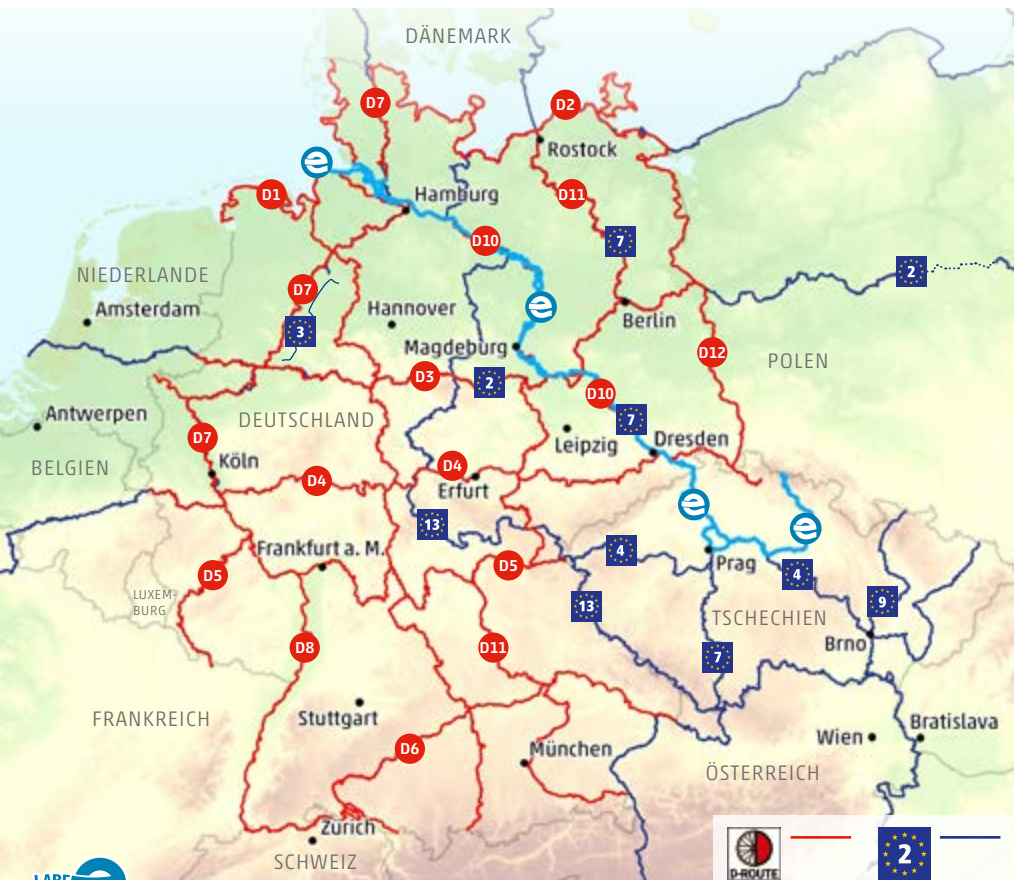 DÄNEMARK
D7
D2
Rostock
e
D1
Hamburg
D11
D10
7
NIEDERLANDE
2
Amsterdam
D7
3
Hannover
e
Berlin
Magdeburg
D12
POLEN
D3
2
D10
Antwerpen
DEUTSCHLAND
7
D7
Leipzig
Dresden
BELGIEN
Köln
D4
D4
Erfurt
e
13
e
Frankfurt a. M.
4
Prag
D5
D5
4
LUXEM-
BURG
13
9
TSCHECHIEN
Brno
D8
D11
7
FRANKREICH
Stuttgart
Wien
Bratislava
D6
München
ÖSTERREICH
Zürich
SCHWEIZ
D-ROUTE
2
e